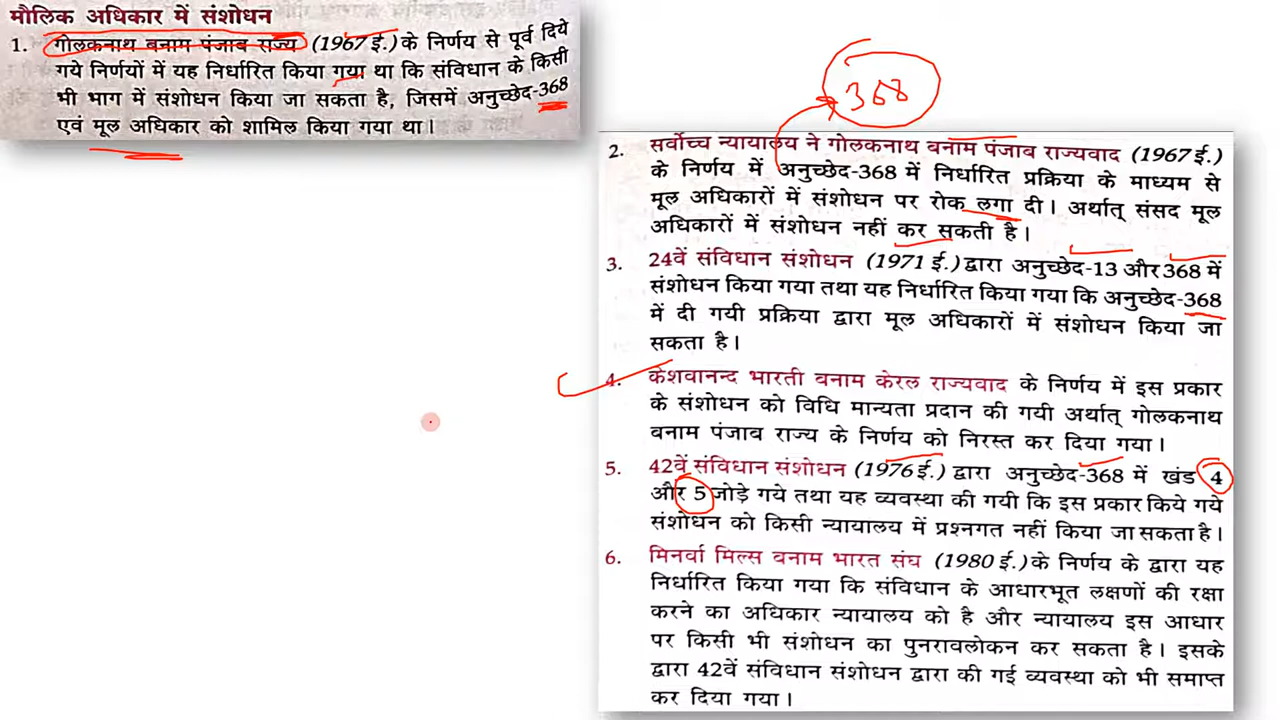 मौलिक अधिकार में संशोधन
1. गोलकनाथ बनाम पंजाब राज्य (1967 ई.) के निर्णय से पूर्व दिये
गये निर्णयों में यह निर्धारित किया गया था कि संविधान के किसी
भी भाग में संशोधन किया जा सकता है, जिसमें अनुच्छेद-368
एवं मूल अधिकार को शामिल किया गया था।
368
2. सर्वोच्च न्यायालय ने गोलकनाथ बनाम पंजाब राज्यवाद (1967 ई.)
के निर्णय में अनुच्छेद-368 में निर्धारित प्रक्रिया के माध्यम से
मूल अधिकारों में संशोधन पर रोक लगा दी। अर्थात् संसद मूल
अधिकारों में संशोधन नहीं कर सकती है।
3. 24वें संविधान संशोधन (1971 ई.) द्वारा अनुच्छेद-13 और 368 में
संशोधन किया गया तथा यह निर्धारित किया गया कि अनुच्छेद-368
में दी गयी प्रक्रिया द्वारा मूल अधिकारों में संशोधन किया जा
सकता है।
4. केशवानन्द भारती बनाम केरल राज्यवाद के निर्णय में इस प्रकार
के संशोधन को विधि मान्यता प्रदान की गयी अर्थात् गोलकनाथ
बनाम पंजाब राज्य के निर्णय को निरस्त कर दिया गया।
5. 42वें संविधान संशोधन (1976 ई.) द्वारा अनुच्छेद-368 में खंड 4
और 5 जोड़े गये तथा यह व्यवस्था की गयी कि इस प्रकार किये गये
संशोधन को किसी न्यायालय में प्रश्नगत नहीं किया जा सकता है।
6. मिनर्वा मिल्स बनाम भारत संघ (1980 ई.) के निर्णय के द्वारा यह
निर्धारित किया गया कि संविधान के आधारभूत लक्षणों की रक्षा
करने का अधिकार न्यायालय को है और न्यायालय इस आधार
पर किसी भी संशोधन का पुनरावलोकन कर सकता है। इसके
द्वारा 42वें संविधान संशोधन द्वारा की गई व्यवस्था को भी समाप्त
कर दिया गया।